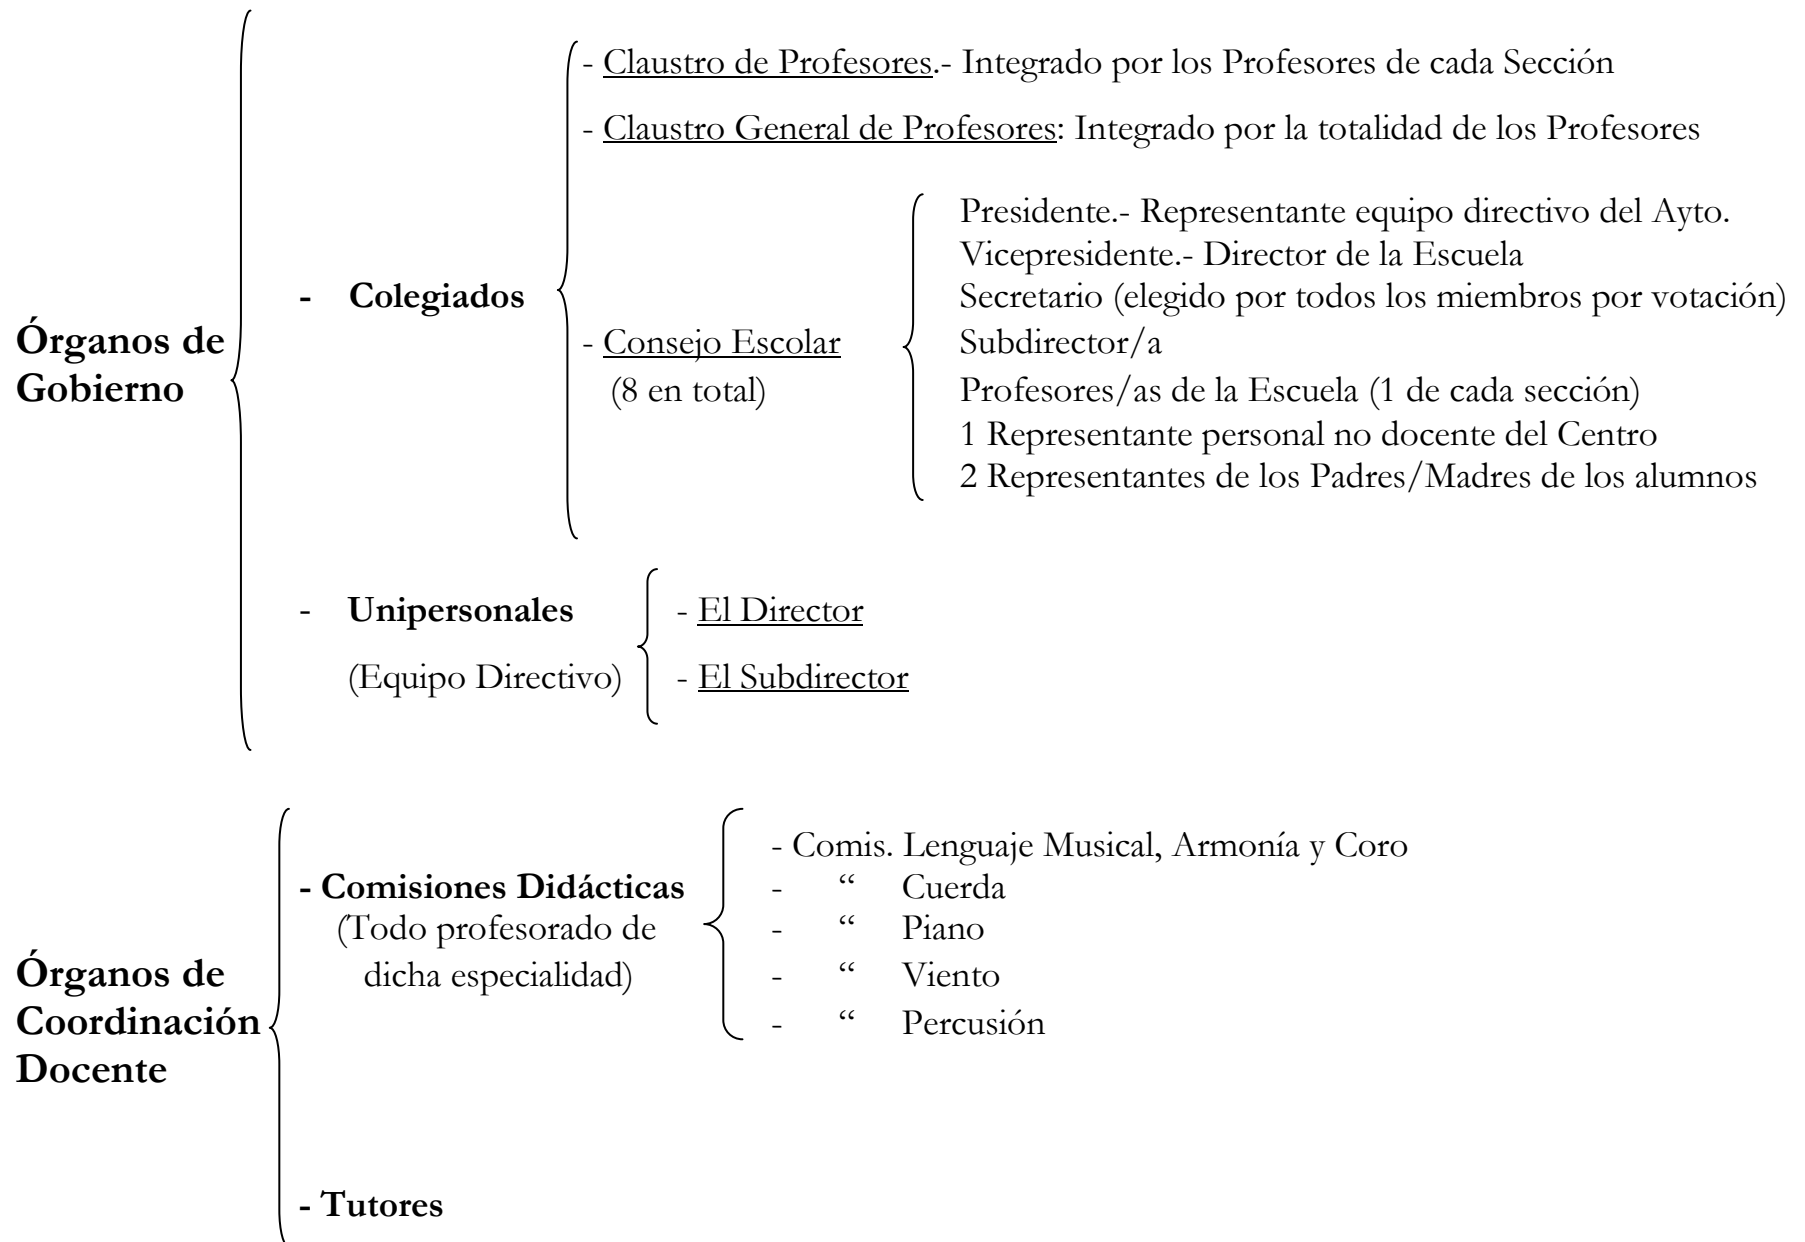 - Claustro de Profesores.- Integrado por los Profesores de cada Sección
- Claustro General de Profesores: Integrado por la totalidad de los Profesores
Presidente.- Representante equipo directivo del Ayto.
Vicepresidente.- Director de la Escuela
- Colegiados
Secretario (elegido por todos los miembros por votación)
Órganos de
Gobierno
- Consejo Escolar
(8 en total)
Subdirector/a
Profesores/as de la Escuela (1 de cada sección)
1 Representante personal no docente del Centro
2 Representantes de los Padres/Madres de los alumnos
- Unipersonales
(Equipo Directivo)
- El Director
- El Subdirector
Órganos de
Coordinación
Docente
- Comisiones Didácticas
(Todo profesorado de
dicha especialidad)
- Comis. Lenguaje Musical, Armonía y Coro
- “ Cuerda
- “ Piano
- “ Viento
- “ Percusión
- Tutores